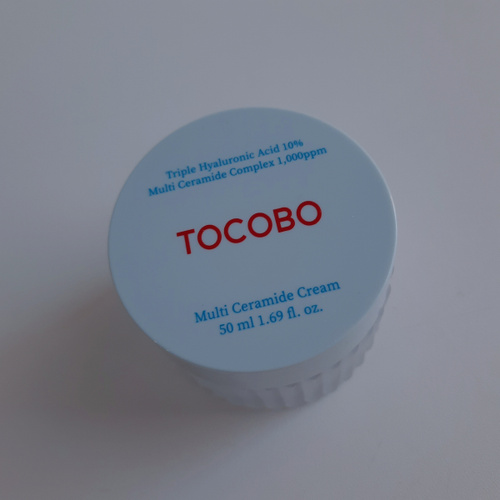 Triple Hyaluronic Acid 10%
Multi Ceramide Complex 1,000ppm
TOCOBO
Multi Ceramide Cream
50 ml 1.69 fl. oz.